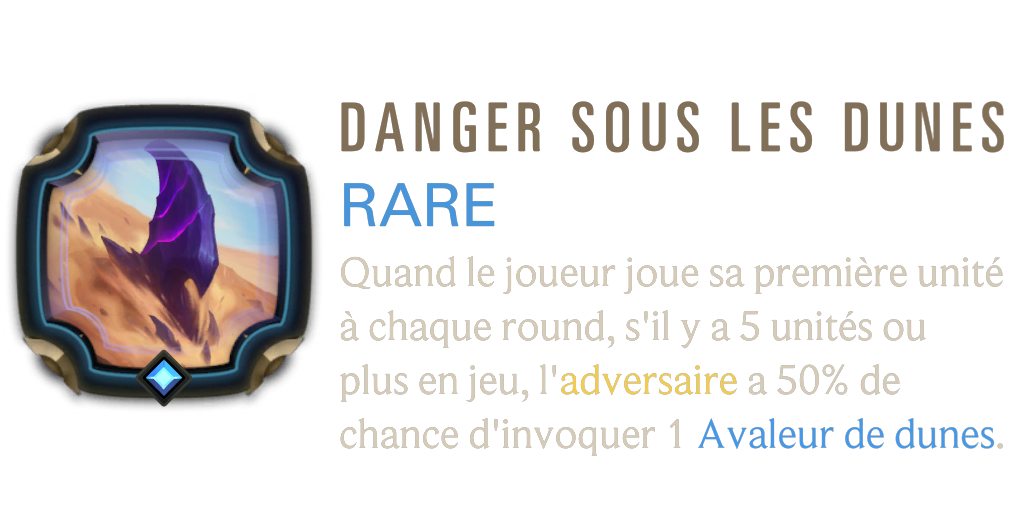 DANGER SOUS LES DUNES
RARE
Quand le joueur joue sa première unité
à chaque round, s'il y a 5 unités ou
plus en jeu, l'adversaire a 50% de
chance d'invoquer 1 Avaleur de dunes.